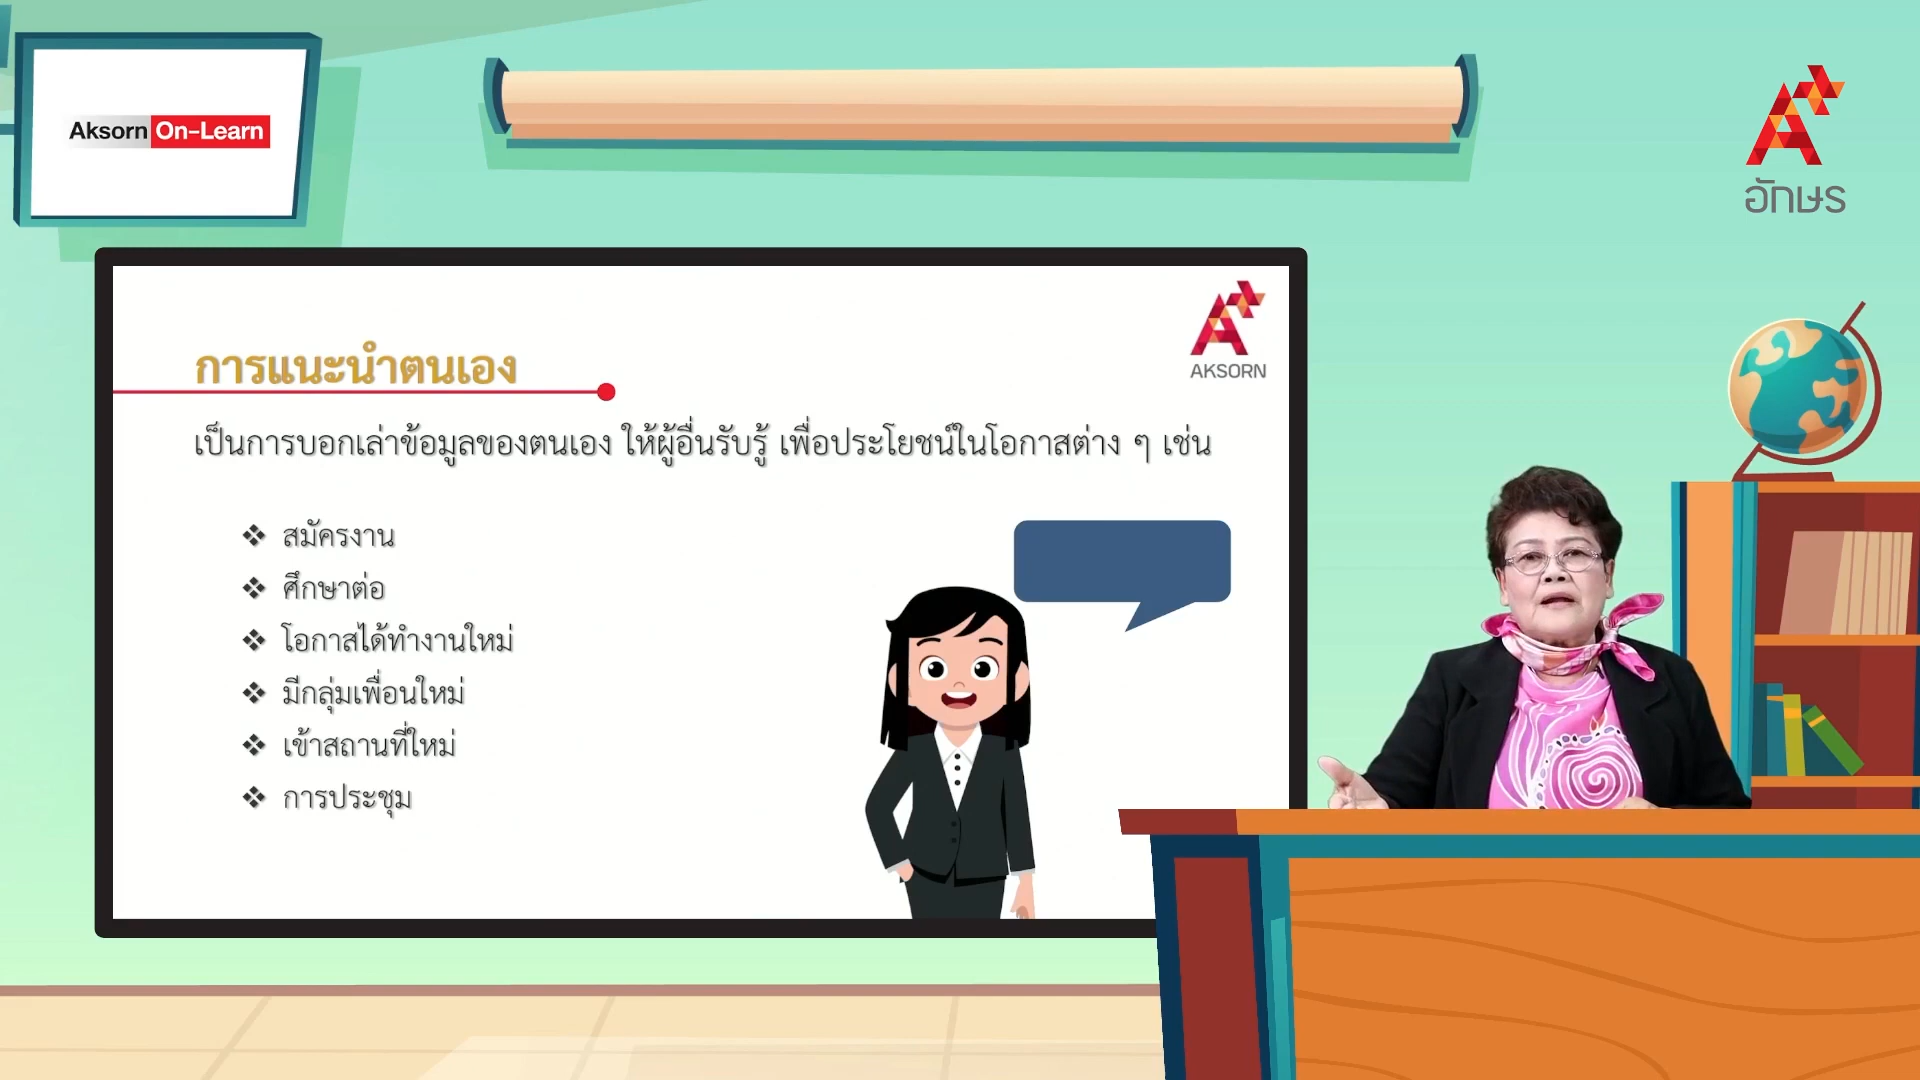 Aksorn On-Learn
อักษร
AKSORN
การแนะนำตนเอง
เป็นการบอกเล่าข้อมูลของตนเอง ให้ผู้อื่นรับรู้ เพื่อประโยชน์ในโอกาสต่าง ๆ เช่น
❖ สมัครงาน
❖ ศึกษาต่อ
❖ โอกาสได้ทำงานใหม่
❖ มีกลุ่มเพื่อนใหม่
❖ เข้าสถานที่ใหม่
❖ การประชุม